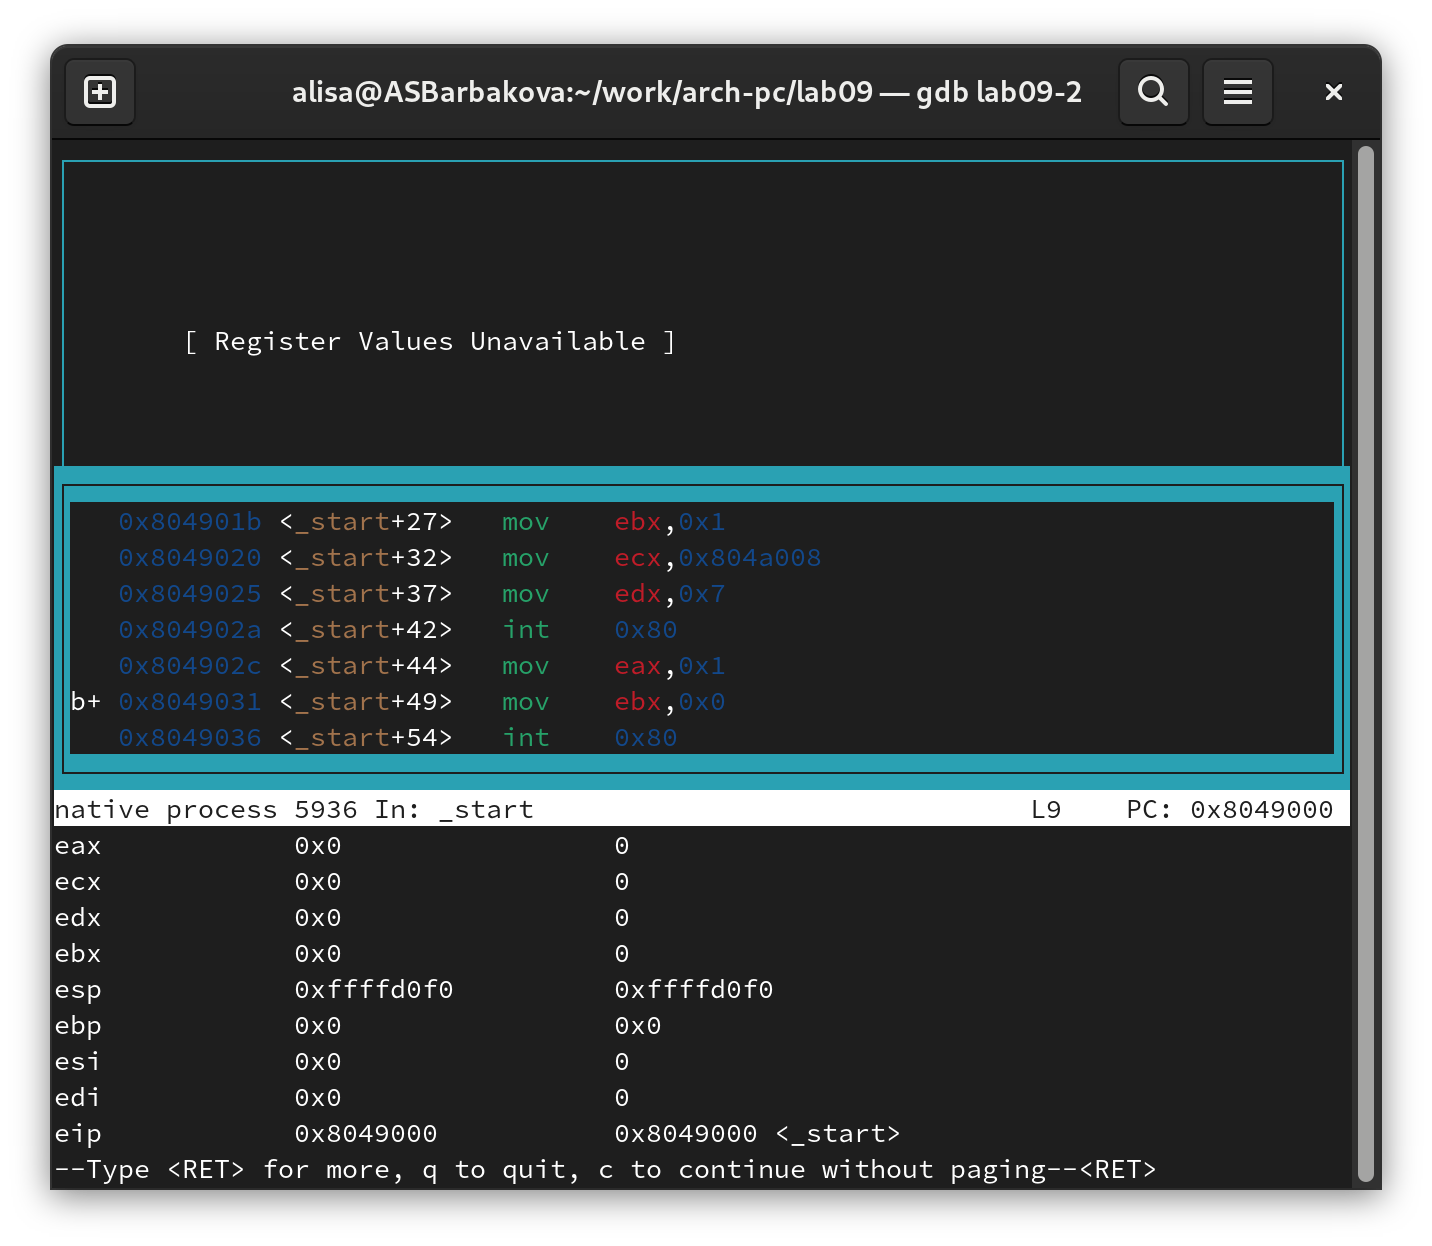 alisa@ASBarbakova:~/work/arch-pc/lab09 — gdb lab09-2
[ Register Values Unavailable ]
0x804901b <_start+27> mov ebx,0x1
0x8049020 <_start+32> mov ecx,0x804a008
0x8049025 <_start+37> mov edx,0x7
0x804902a <_start+42> int 0x80
0x804902c <_start+44> mov eax,0x1
b+ 0x8049031 <_start+49> mov ebx,0x0
0x8049036 <_start+54> int 0x80
native process 5936 In: _start L9 PC: 0x8049000
eax 0x0 0
ecx 0x0 0
edx 0x0 0
ebx 0x0 0
esp 0xffffd0f0 0xffffd0f0
ebp 0x0 0x0
esi 0x0 0
edi 0x0 0
eip 0x8049000 0x8049000 <_start>
--Type <RET> for more, q to quit, c to continue without paging--<RET>